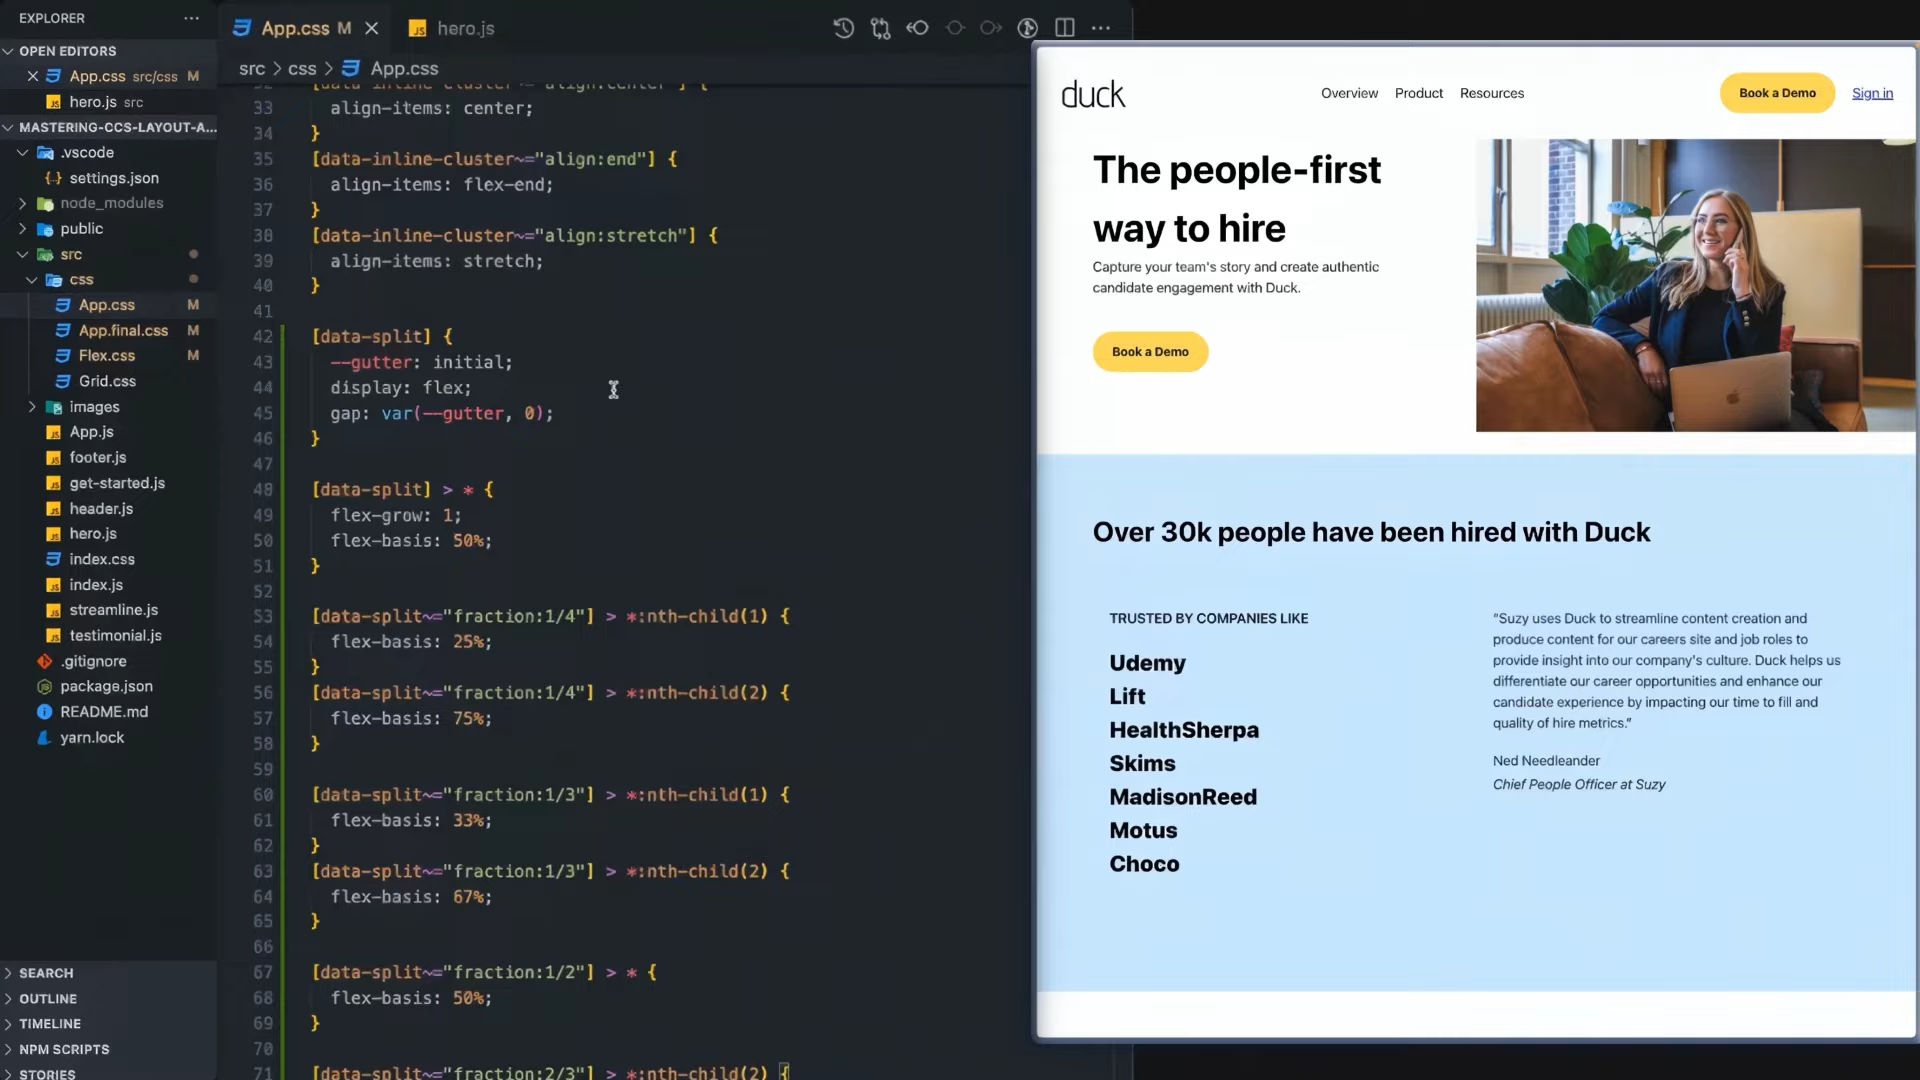 EXPLORER
OPEN EDITORS
App.css src/css M
hero.js src
MASTERING-CCS-LAYOUT-A...
.vscode
settings.json
node_modules
public
src
css
App.css M
App.final.css M
Flex.css M
Grid.css
images
App.js
footer.js
get-started.js
header.js
hero.js
index.css
index.js
streamline.js
testimonial.js
.gitignore
package.json
README.md
yarn.lock
SEARCH
OUTLINE
TIMELINE
NPM SCRIPTS
STORIES
App.css M
hero.js
src > css > App.css
32 [data-inline-cluster~="align:center"] {
33 align-items: center;
34 }
35 [data-inline-cluster~="align:end"] {
36 align-items: flex-end;
37 }
38 [data-inline-cluster~="align:stretch"] {
39 align-items: stretch;
40 }
41
42 [data-split] {
43 --gutter: initial;
44 display: flex;
45 gap: var(--gutter, 0);
46 }
47
48 [data-split] > * {
49 flex-grow: 1;
50 flex-basis: 50%;
51 }
52
53 [data-split~="fraction:1/4"] > *:nth-child(1) {
54 flex-basis: 25%;
55 }
56 [data-split~="fraction:1/4"] > *:nth-child(2) {
57 flex-basis: 75%;
58 }
59
60 [data-split~="fraction:1/3"] > *:nth-child(1) {
61 flex-basis: 33%;
62 }
63 [data-split~="fraction:1/3"] > *:nth-child(2) {
64 flex-basis: 67%;
65 }
66
67 [data-split~="fraction:1/2"] > * {
68 flex-basis: 50%;
69 }
70
71 [data-split~="fraction:2/3"] > *:nth-child(2) {
duck
Overview Product Resources
Book a Demo
Sign in
The people-first
way to hire
Capture your team's story and create authentic
candidate engagement with Duck.
Book a Demo
Over 30k people have been hired with Duck
TRUSTED BY COMPANIES LIKE
Udemy
Lift
HealthSherpa
Skims
MadisonReed
Motus
Choco
"Suzy uses Duck to streamline content creation and
produce content for our careers site and job roles to
provide insight into our company's culture. Duck helps us
differentiate our career opportunities and enhance our
candidate experience by impacting our time to fill and
quality of hire metrics."
Ned Needleander
Chief People Officer at Suzy